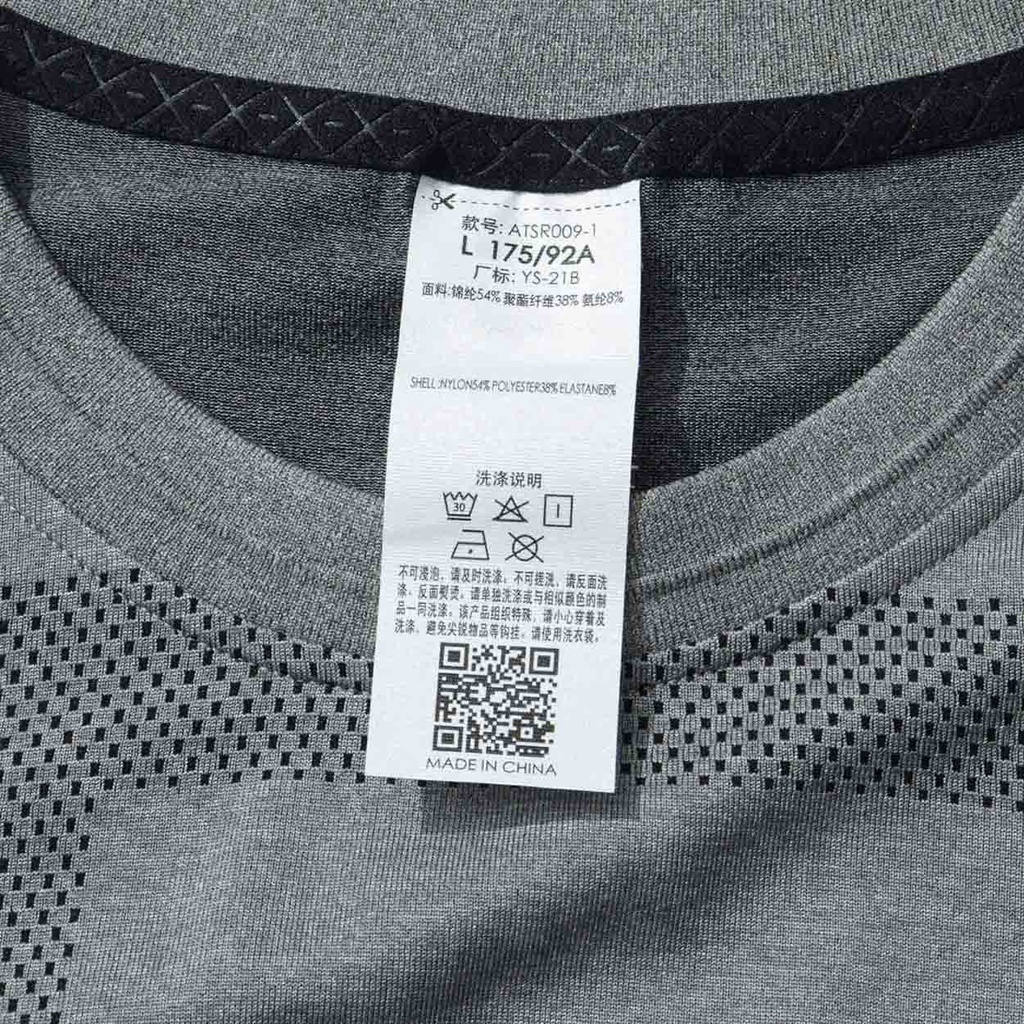 款号: ATSR009-1
L 175/92A
厂标: YS-21B
面料:锦纶54% 聚酯纤维38% 氨纶8%
SHELL:NYLON54% POLYESTER38% ELASTANE8%
洗涤说明
30
不可浸泡、请及时洗涤、不可搓洗、请反面洗
涤、反面熨烫。请单独洗涤或与相似颜色的制
品一同洗涤。该产品组织特殊，请小心穿着及
洗涤，避免尖锐物品等钩挂。请使用洗衣袋。
MADE IN CHINA